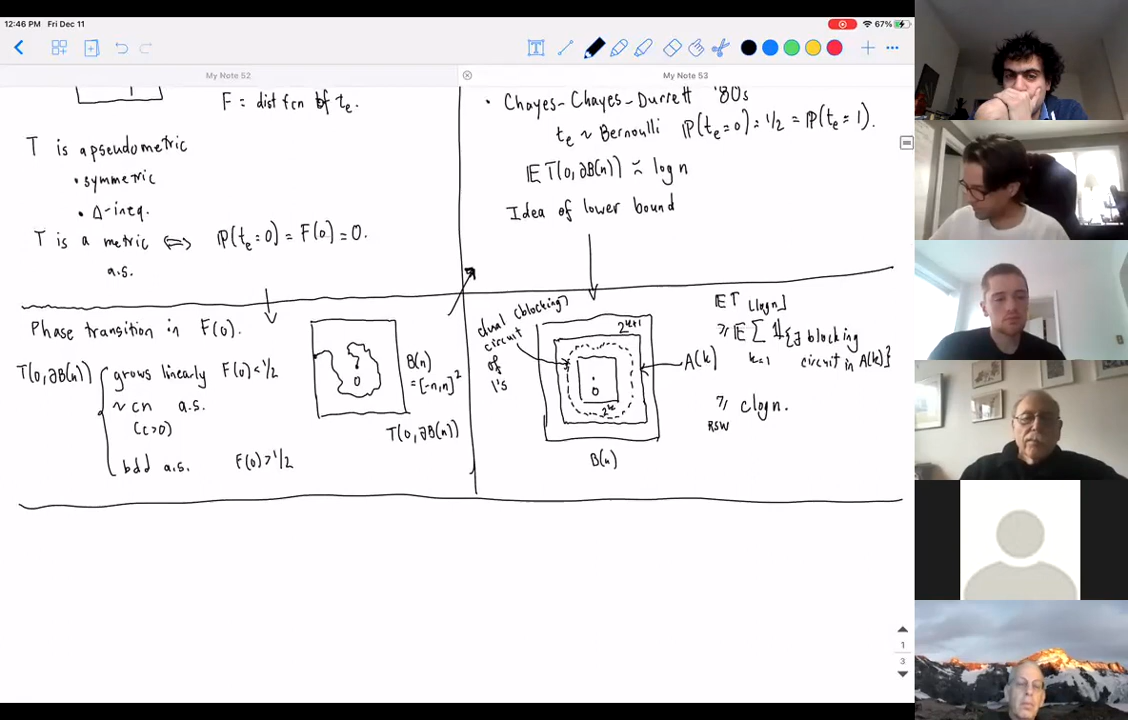 12:46 PM Fri Dec 11
67%
My Note 52
My Note 53
F = dist fcn of te.
T is a pseudometric
• symmetric
• Δ-ineq.
T is a metric ⟺ ℙ(te = 0) = F(0) = 0.
a.s.
• Chayes-Chayes-Durrett '80s
te ~ Bernoulli ℙ(te=0) = 1/2 = ℙ(te = 1).
𝔼T(0,∂B(n)) ≍ log n
Idea of lower bound
Phase transition in F(0).
T(0,∂B(n)) { grows linearly F(0)<1/2
~ cn a.s.
(c>0)
bdd a.s. F(0)>1/2
0
B(n)
= [-n,n]²
T(0,∂B(n))
dual (blocking)
circuit
of
1's
2^{k+1}
A(k)
0
2^k
B(n)
𝔼T
⌊log n⌋
≥ 𝔼 Σ 𝟙{∃ blocking
k=1 circuit in A(k)}
≥ c log n.
RSW
1
3